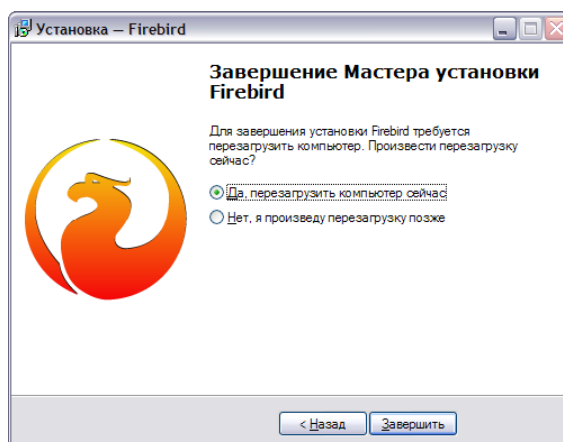 Установка — Firebird
Завершение Мастера установки
Firebird
Для завершения установки Firebird требуется
перезагрузить компьютер. Произвести перезагрузку
сейчас?
Да, перезагрузить компьютер сейчас
Нет, я произведу перезагрузку позже
< Назад
Завершить